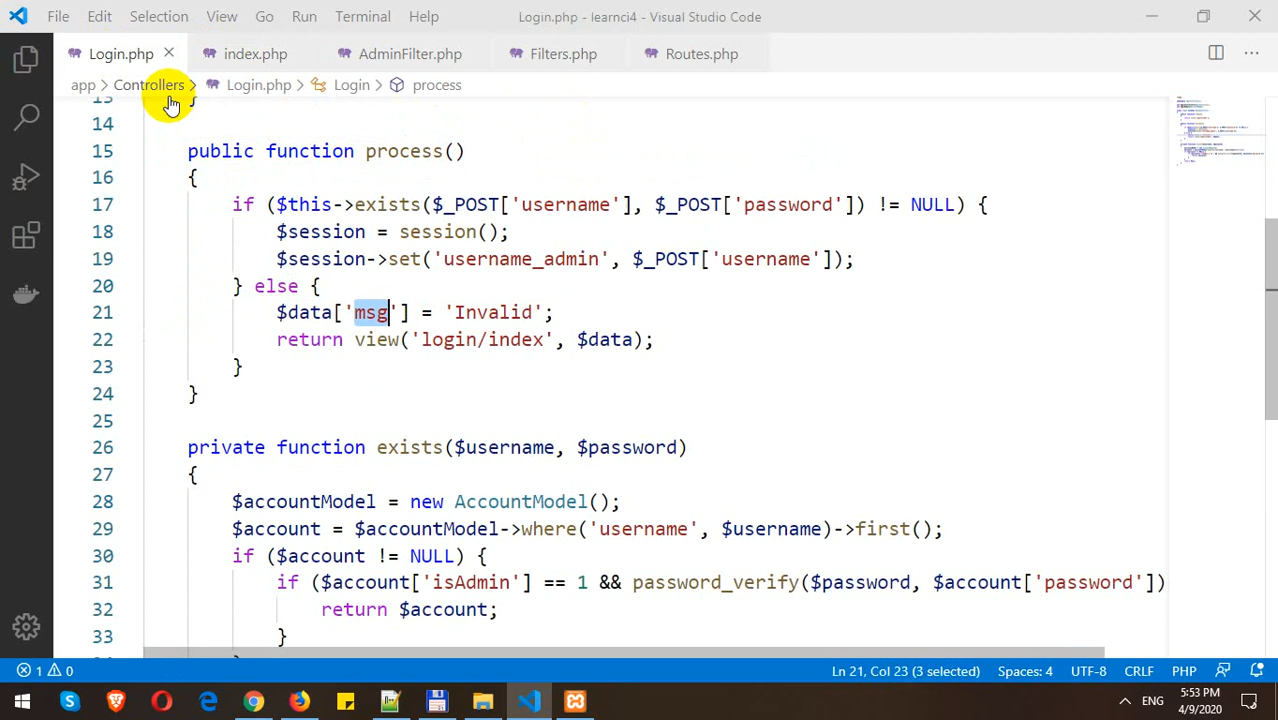 File Edit Selection View Go Run Terminal Help Login.php - learnci4 - Visual Studio Code
Login.php index.php AdminFilter.php Filters.php Routes.php
app > Controllers > Login.php > Login > process
13 }
14
15 public function process()
16 {
17 if ($this->exists($_POST['username'], $_POST['password']) != NULL) {
18 $session = session();
19 $session->set('username_admin', $_POST['username']);
20 } else {
21 $data['msg'] = 'Invalid';
22 return view('login/index', $data);
23 }
24 }
25
26 private function exists($username, $password)
27 {
28 $accountModel = new AccountModel();
29 $account = $accountModel->where('username', $username)->first();
30 if ($account != NULL) {
31 if ($account['isAdmin'] == 1 && password_verify($password, $account['password'])
32 return $account;
33 }
1 0 Ln 21, Col 23 (3 selected) Spaces: 4 UTF-8 CRLF PHP
ENG 5:53 PM
4/9/2020